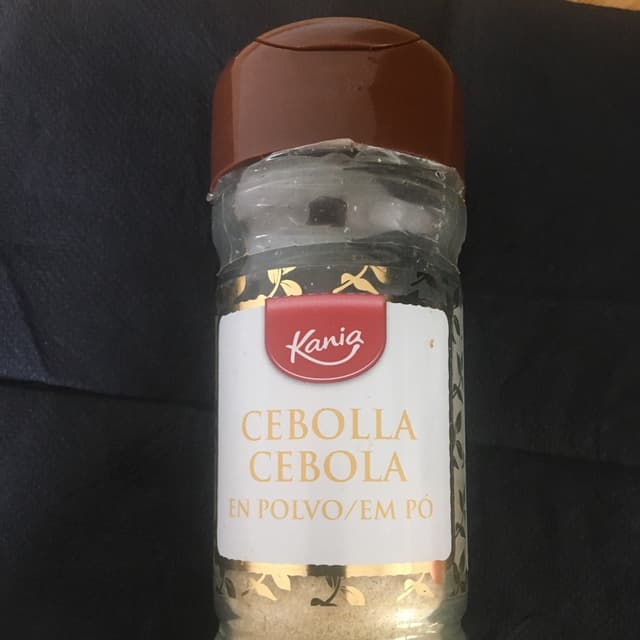 Kania
CEBOLLA
CEBOLA
EN POLVO/EM PÓ